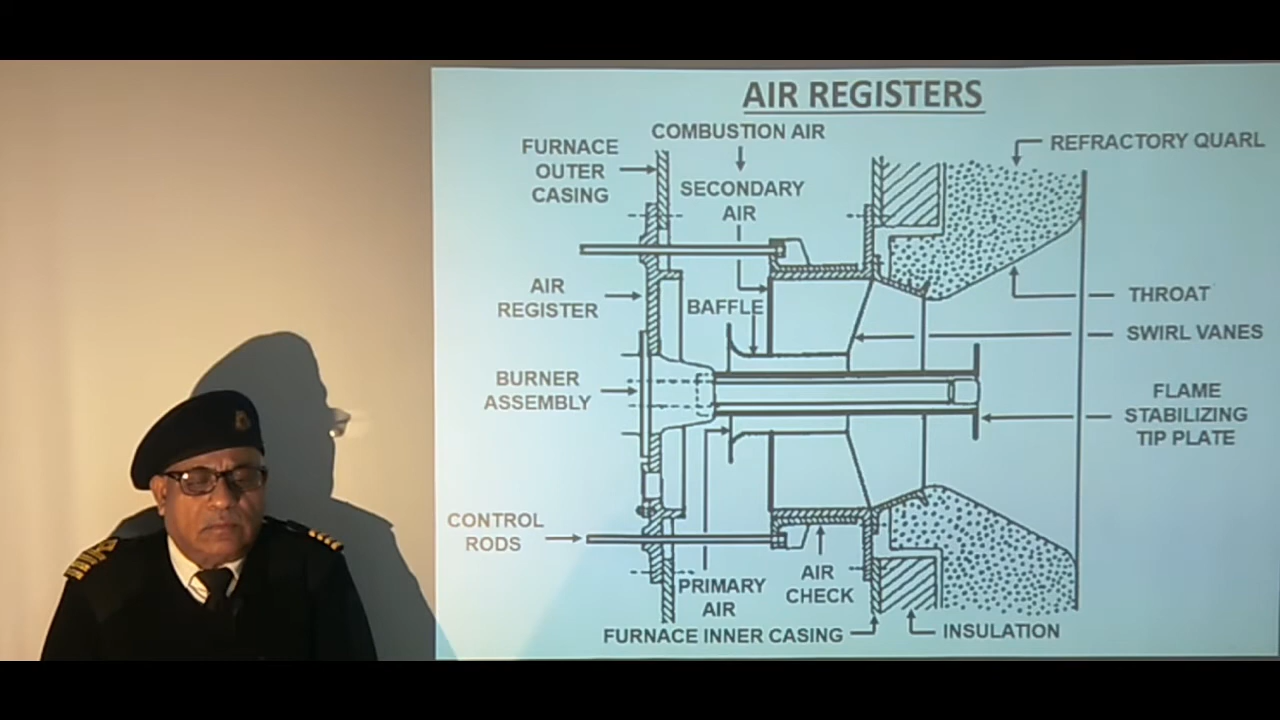 AIR REGISTERS
COMBUSTION AIR
FURNACE
OUTER
CASING
SECONDARY
AIR
REFRACTORY QUARL
AIR
REGISTER
BAFFLE
THROAT
SWIRL VANES
BURNER
ASSEMBLY
FLAME
STABILIZING
TIP PLATE
CONTROL
RODS
PRIMARY
AIR
AIR
CHECK
FURNACE INNER CASING
INSULATION